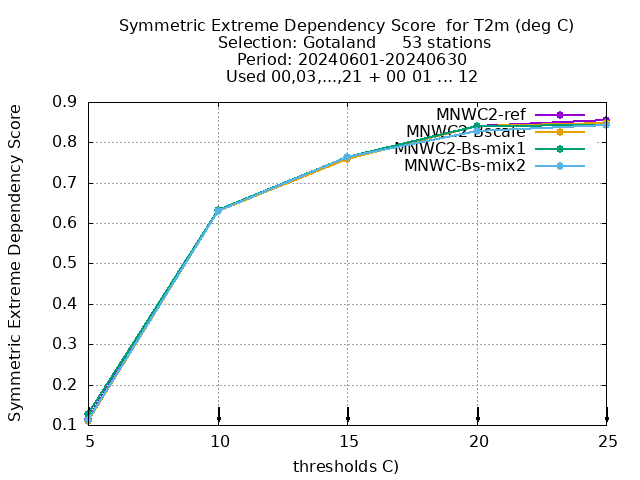 Symmetric Extreme Dependency Score for T2m (deg C)
Selection: Gotaland 53 stations
Period: 20240601-20240630
Used 00,03,...,21 + 00 01 ... 12
Symmetric Extreme Dependency Score
0.9
0.8
0.7
0.6
0.5
0.4
0.3
0.2
0.1
MNWC2-ref
MNWC2-Bscale
MNWC2-Bs-mix1
MNWC-Bs-mix2
5 10 15 20 25
thresholds C)